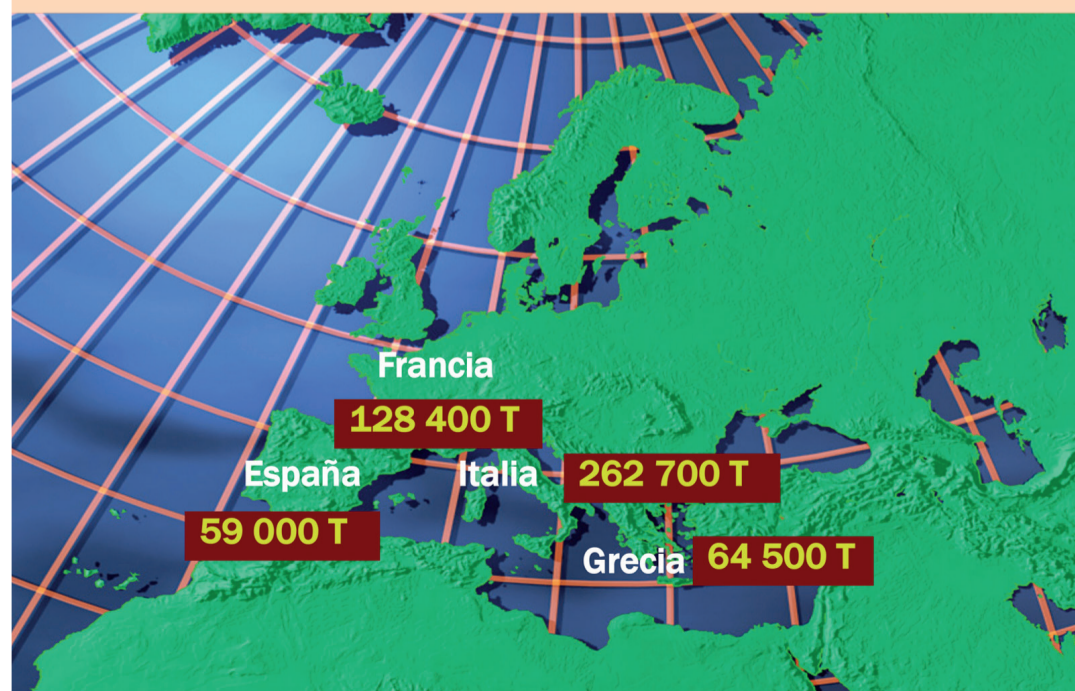 Francia
128 400 T
España
59 000 T
Italia
262 700 T
Grecia
64 500 T